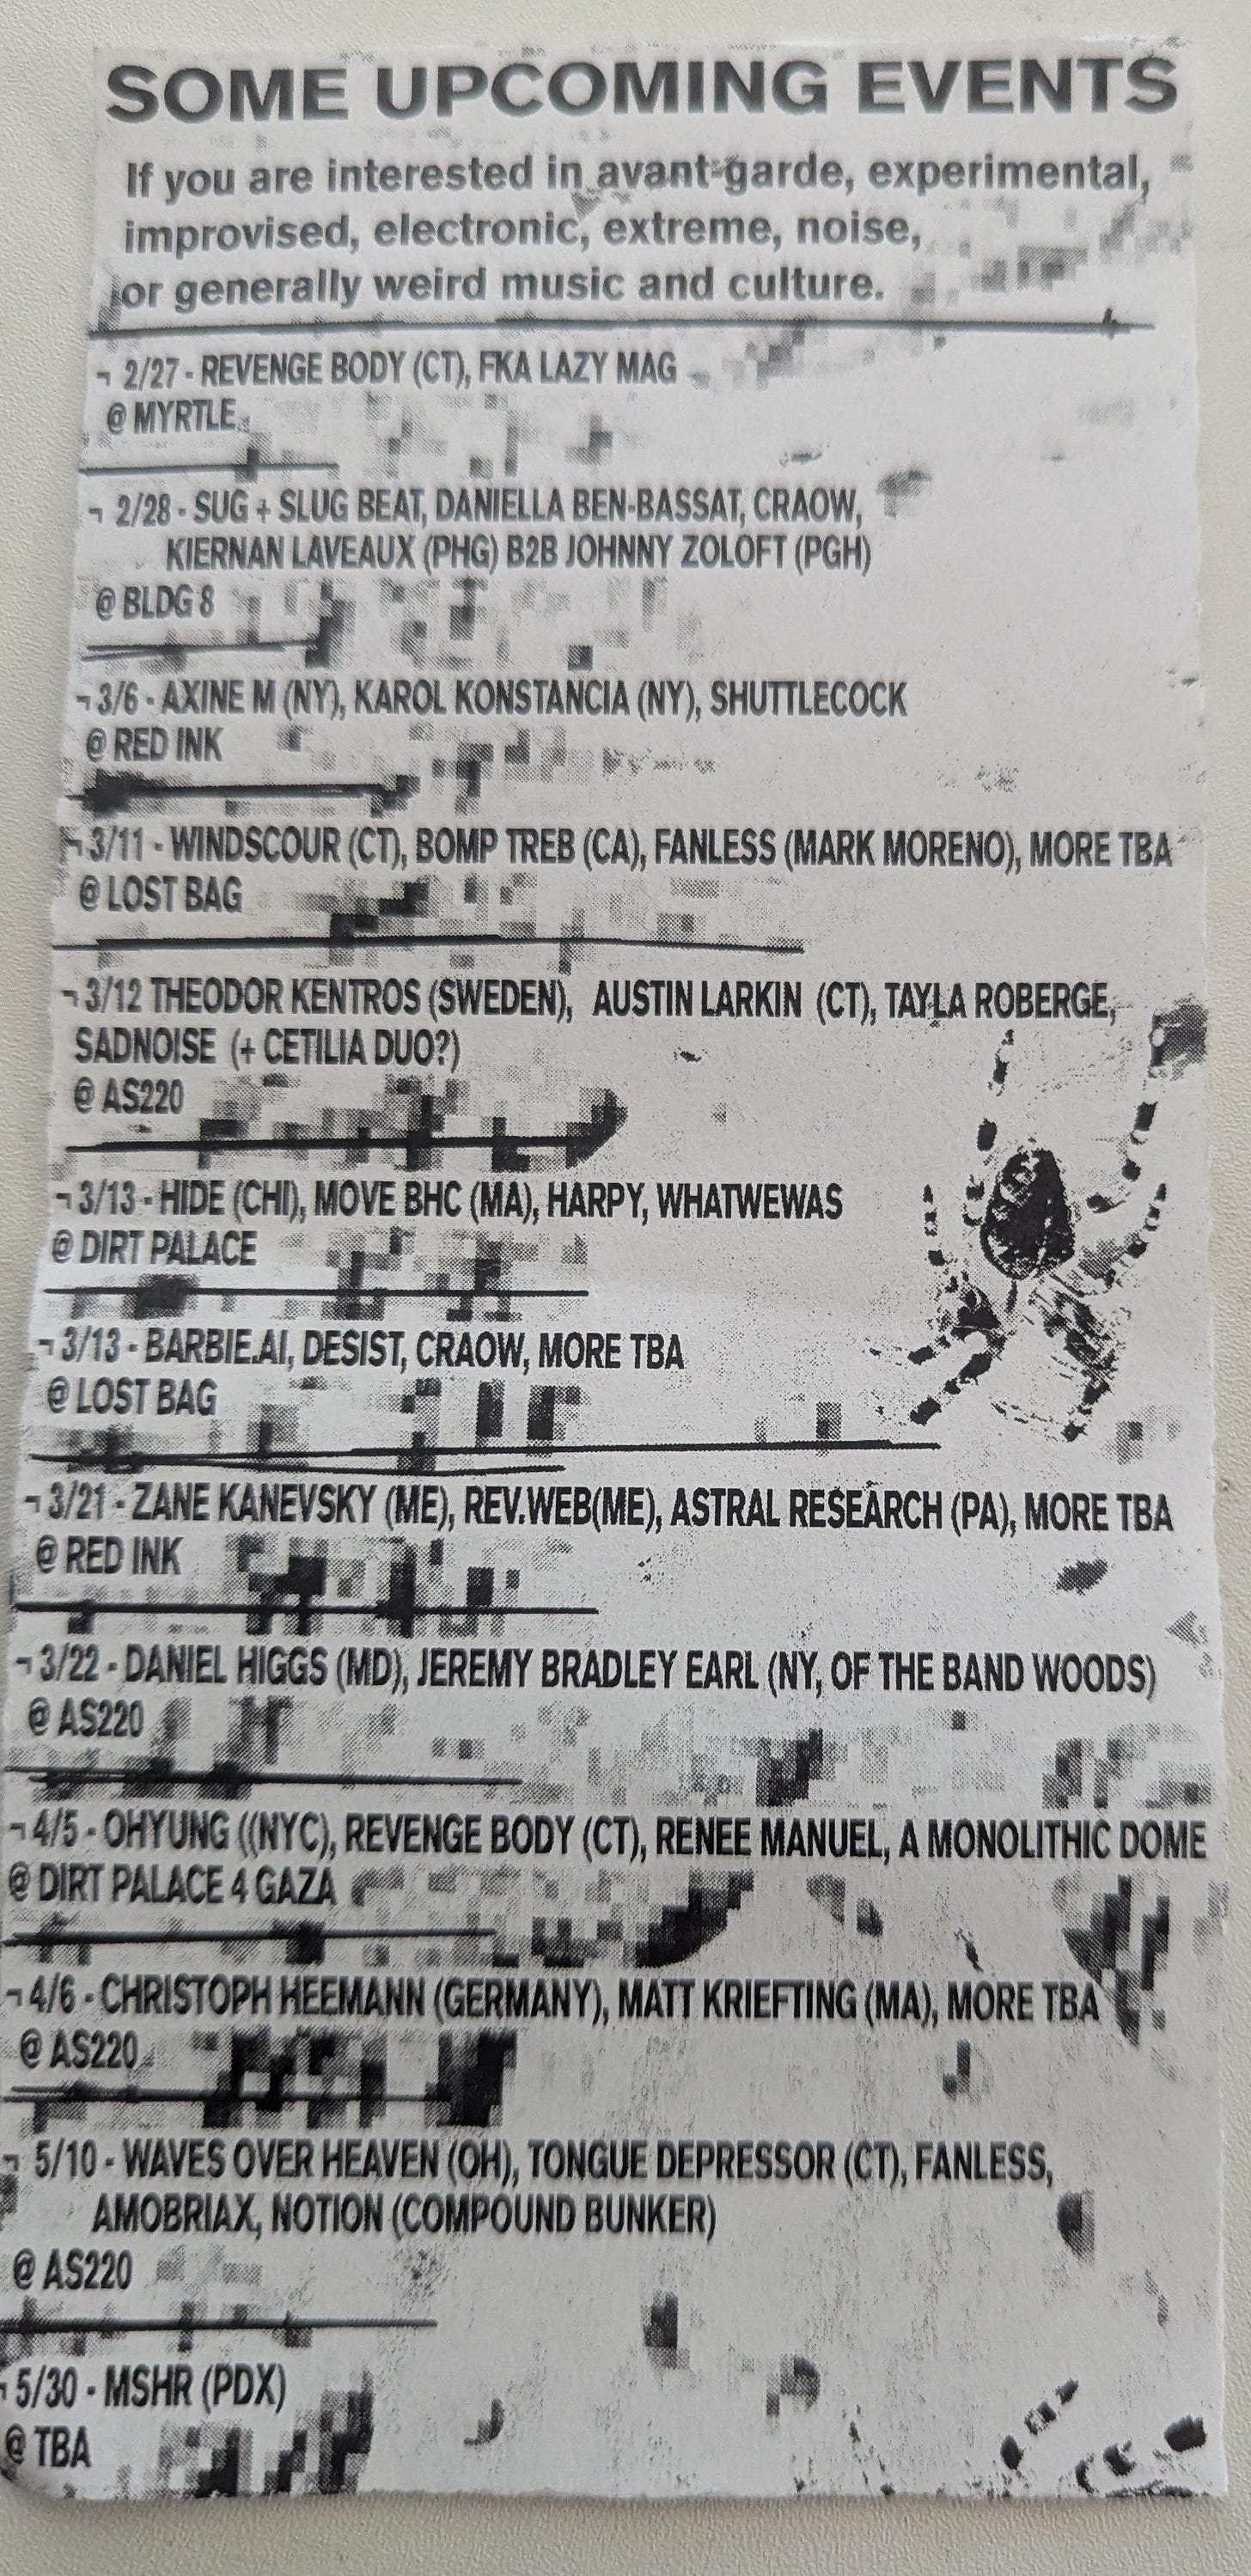 SOME UPCOMING EVENTS
If you are interested in avant-garde, experimental,
improvised, electronic, extreme, noise,
or generally weird music and culture.
¬ 2/27 - REVENGE BODY (CT), FKA LAZY MAG
@ MYRTLE
¬ 2/28 - SUG + SLUG BEAT, DANIELLA BEN-BASSAT, CRAOW,
KIERNAN LAVEAUX (PHG) B2B JOHNNY ZOLOFT (PGH)
@ BLDG 8
¬ 3/6 - AXINE M (NY), KAROL KONSTANCIA (NY), SHUTTLECOCK
@ RED INK
¬ 3/11 - WINDSCOUR (CT), BOMP TREB (CA), FANLESS (MARK MORENO), MORE TBA
@ LOST BAG
¬ 3/12 THEODOR KENTROS (SWEDEN), AUSTIN LARKIN (CT), TAYLA ROBERGE,
SADNOISE (+ CETILIA DUO?)
@ AS220
¬ 3/13 - HIDE (CHI), MOVE BHC (MA), HARPY, WHATWEWAS
@ DIRT PALACE
¬ 3/13 - BARBIE.AI, DESIST, CRAOW, MORE TBA
@ LOST BAG
¬ 3/21 - ZANE KANEVSKY (ME), REV.WEB(ME), ASTRAL RESEARCH (PA), MORE TBA
@ RED INK
¬ 3/22 - DANIEL HIGGS (MD), JEREMY BRADLEY EARL (NY, OF THE BAND WOODS)
@ AS220
¬ 4/5 - OHYUNG ((NYC), REVENGE BODY (CT), RENEE MANUEL, A MONOLITHIC DOME
@ DIRT PALACE 4 GAZA
¬ 4/6 - CHRISTOPH HEEMANN (GERMANY), MATT KRIEFTING (MA), MORE TBA
@ AS220
¬ 5/10 - WAVES OVER HEAVEN (OH), TONGUE DEPRESSOR (CT), FANLESS,
AMOBRIAX, NOTION (COMPOUND BUNKER)
@ AS220
¬ 5/30 - MSHR (PDX)
@ TBA